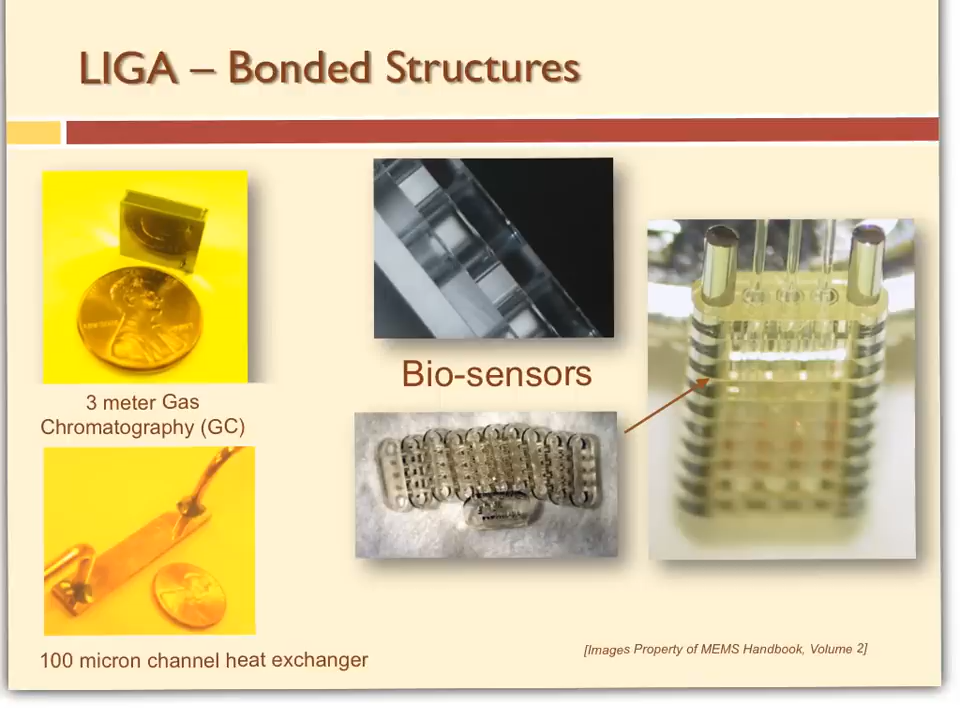 LIGA – Bonded Structures
3 meter Gas
Chromatography (GC)
Bio-sensors
100 micron channel heat exchanger
[Images Property of MEMS Handbook, Volume 2]